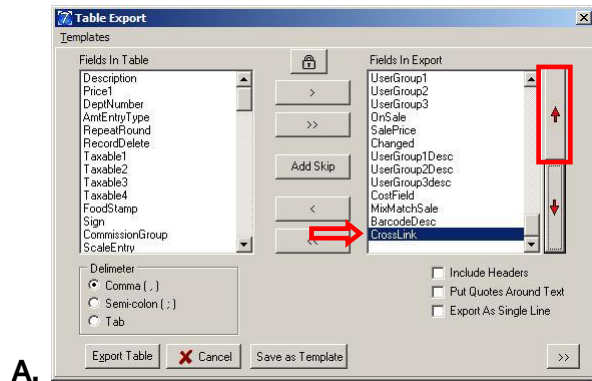 Table Export
Templates
Fields In Table
Description
Price1
DeptNumber
AmtEntryType
RepeatRound
RecordDelete
Taxable1
Taxable2
Taxable3
Taxable4
FoodStamp
Sign
CommissionGroup
ScaleEntry
>
>>
Add Skip
<
<<
Fields In Export
UserGroup1
UserGroup2
UserGroup3
OnSale
SalePrice
Changed
UserGroup1Desc
UserGroup2Desc
UserGroup3desc
CostField
MixMatchSale
BarcodeDesc
CrossLink
Delimeter
Comma ( , )
Semi-colon ( ; )
Tab
Include Headers
Put Quotes Around Text
Export As Single Line
Export Table
Cancel
Save as Template
>>
A.